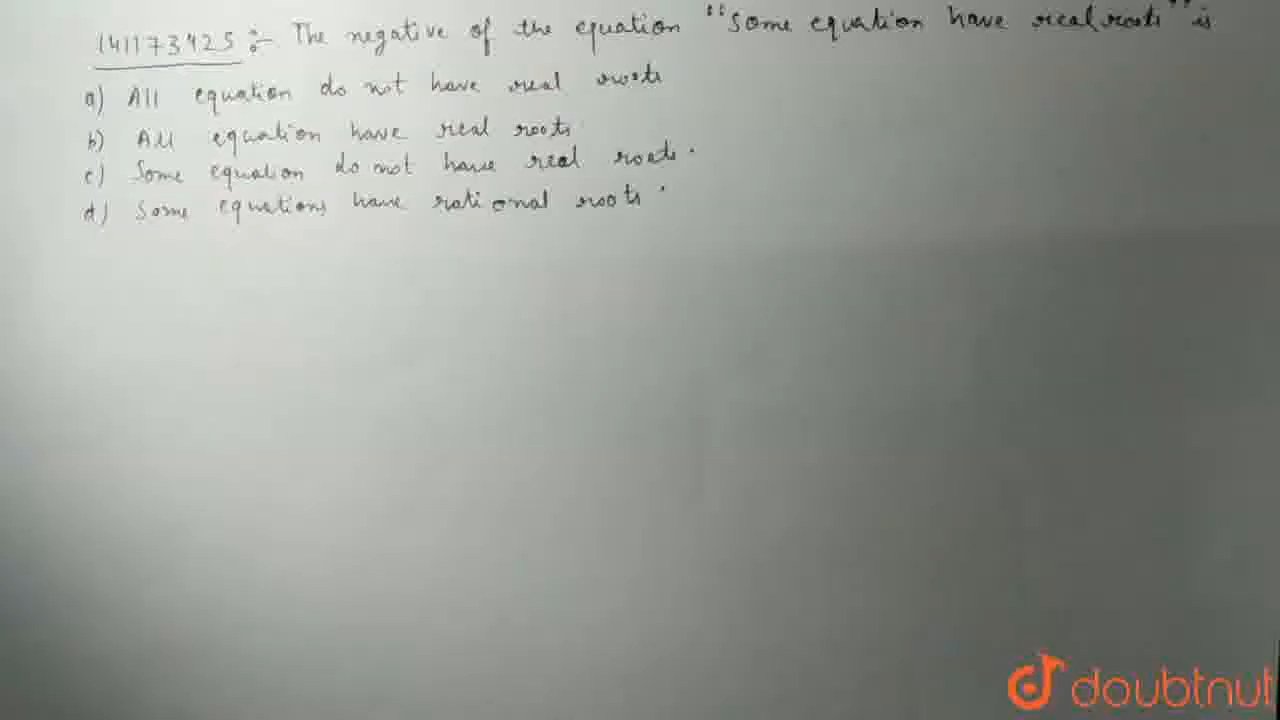 141173425 :- The negative of the equation "some equation have real roots" is
a) All equation do not have real roots
b) All equation have real roots
c) Some equation do not have real roots.
d) Some equations have rational roots.
doubtnut